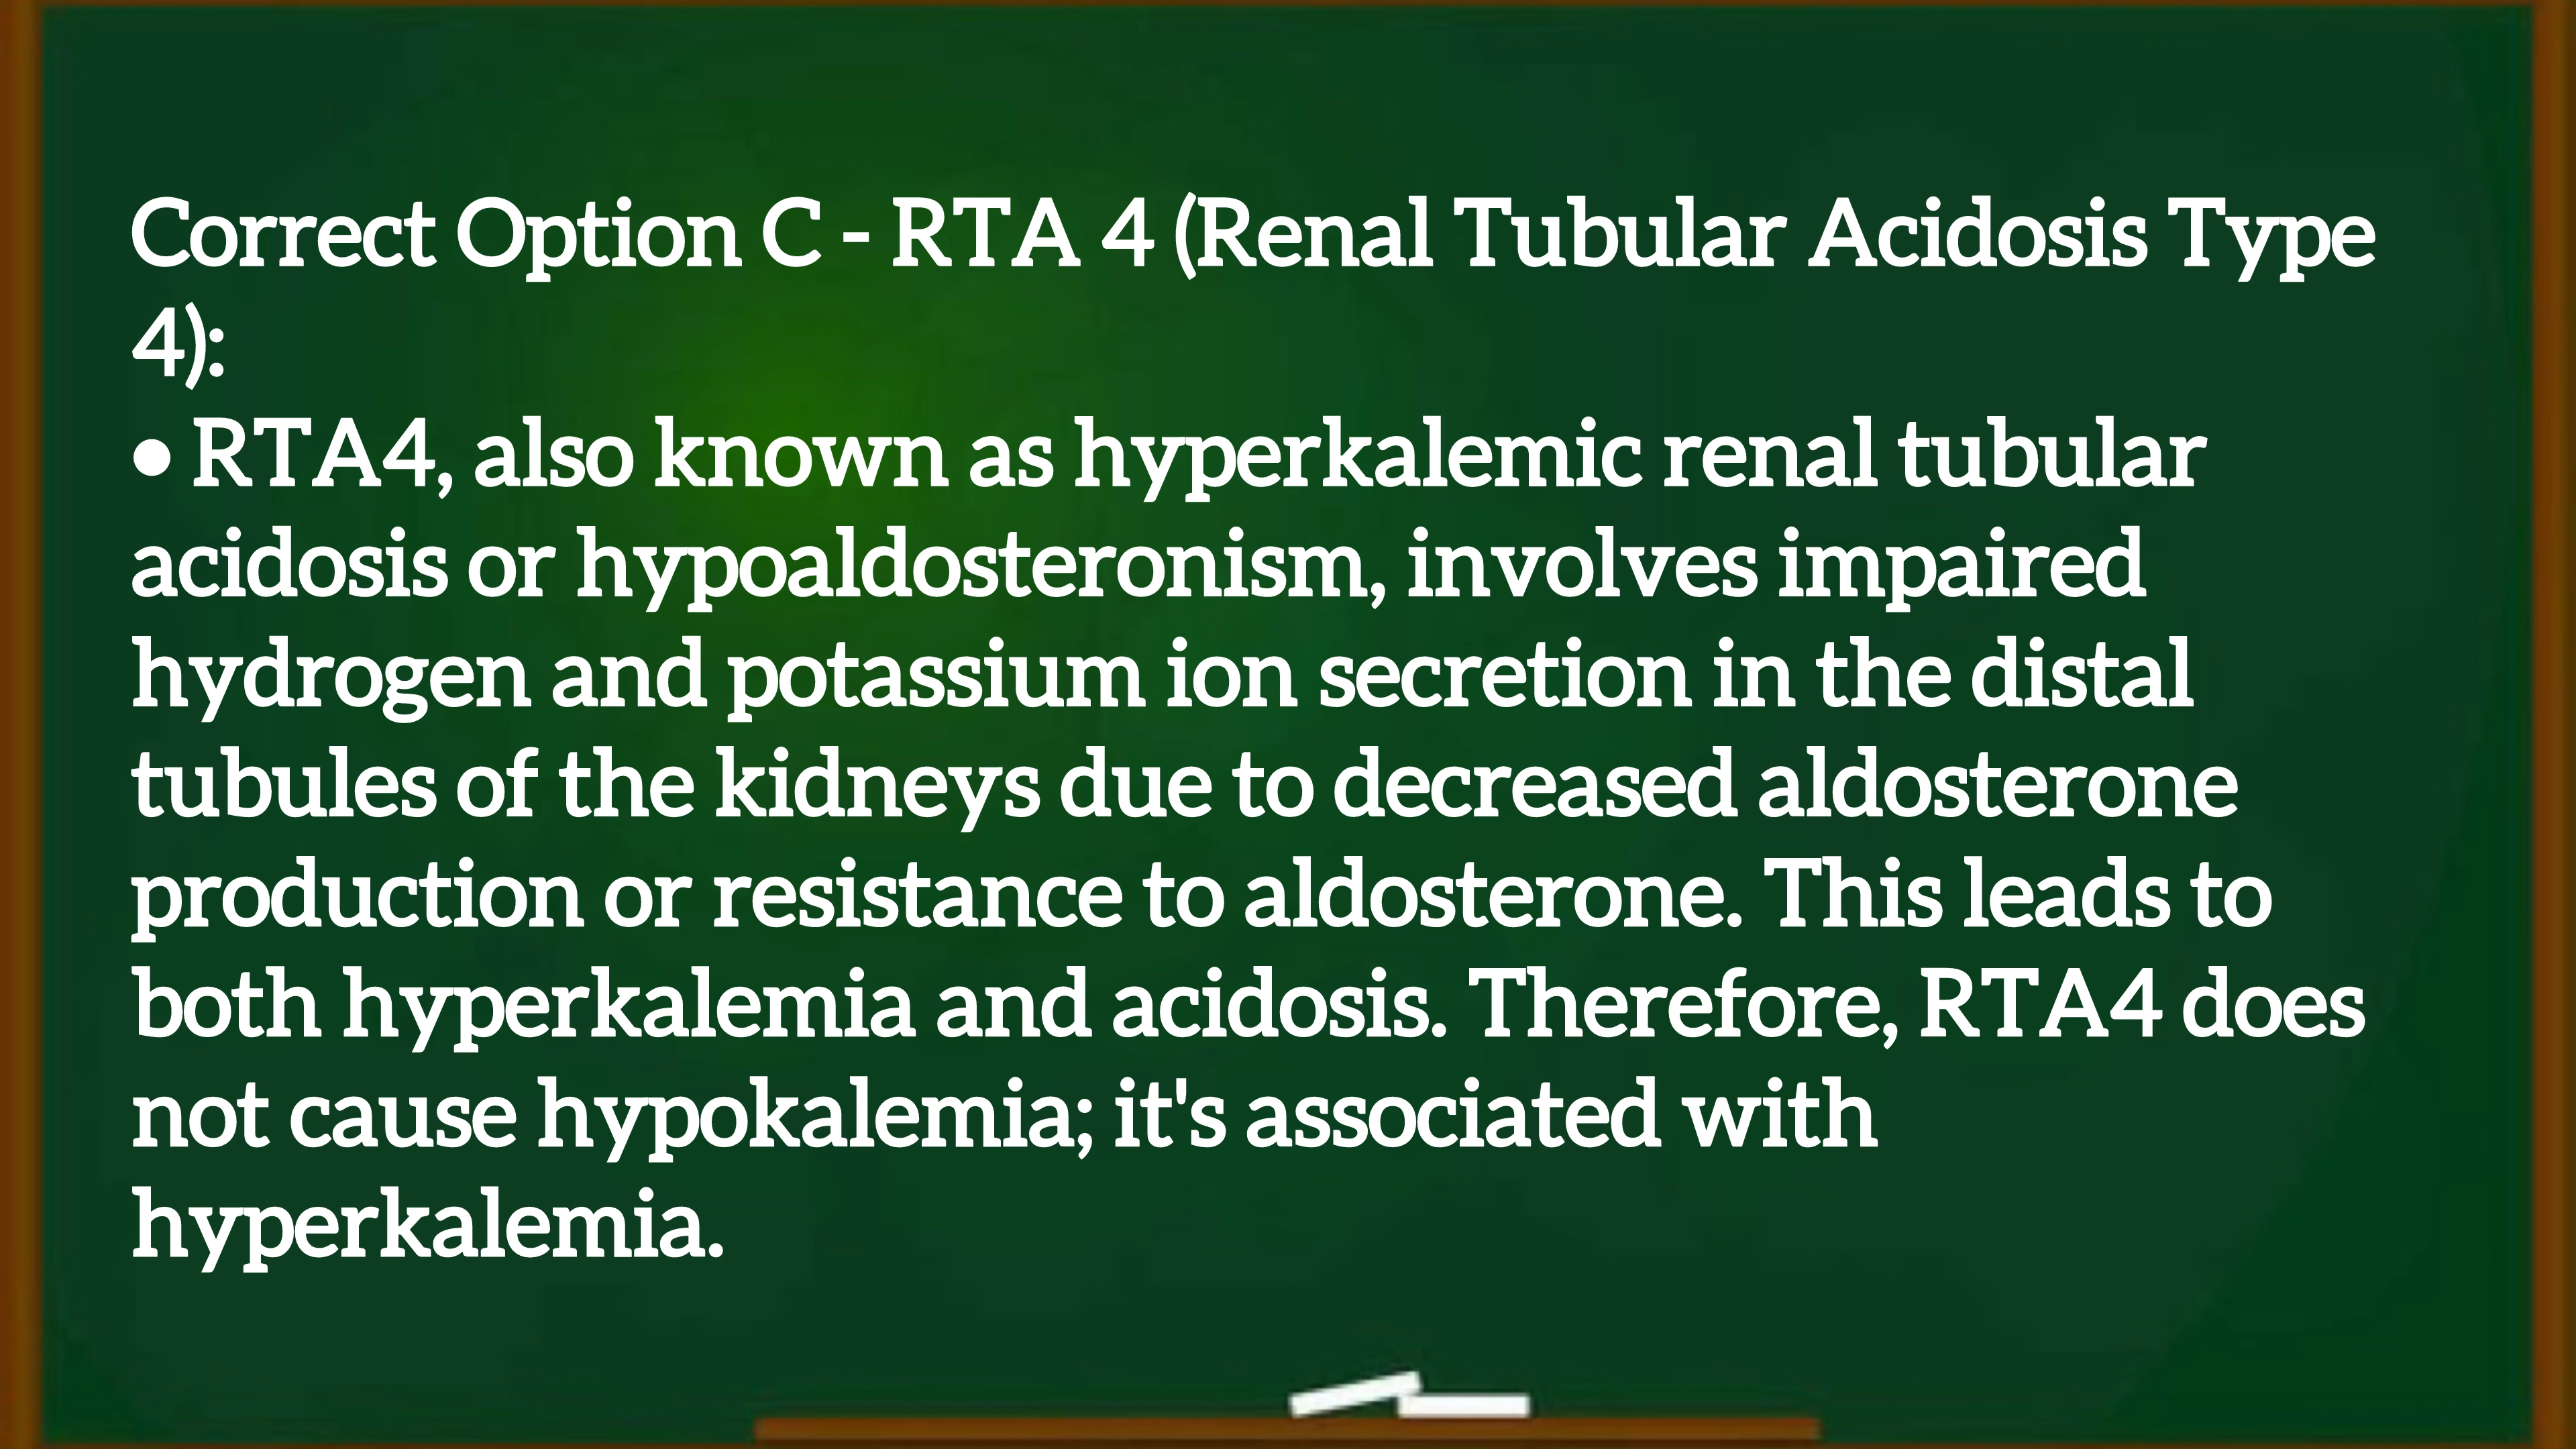 Correct Option C - RTA 4 (Renal Tubular Acidosis Type
4):
● RTA4, also known as hyperkalemic renal tubular
acidosis or hypoaldosteronism, involves impaired
hydrogen and potassium ion secretion in the distal
tubules of the kidneys due to decreased aldosterone
production or resistance to aldosterone. This leads to
both hyperkalemia and acidosis. Therefore, RTA4 does
not cause hypokalemia; it's associated with
hyperkalemia.